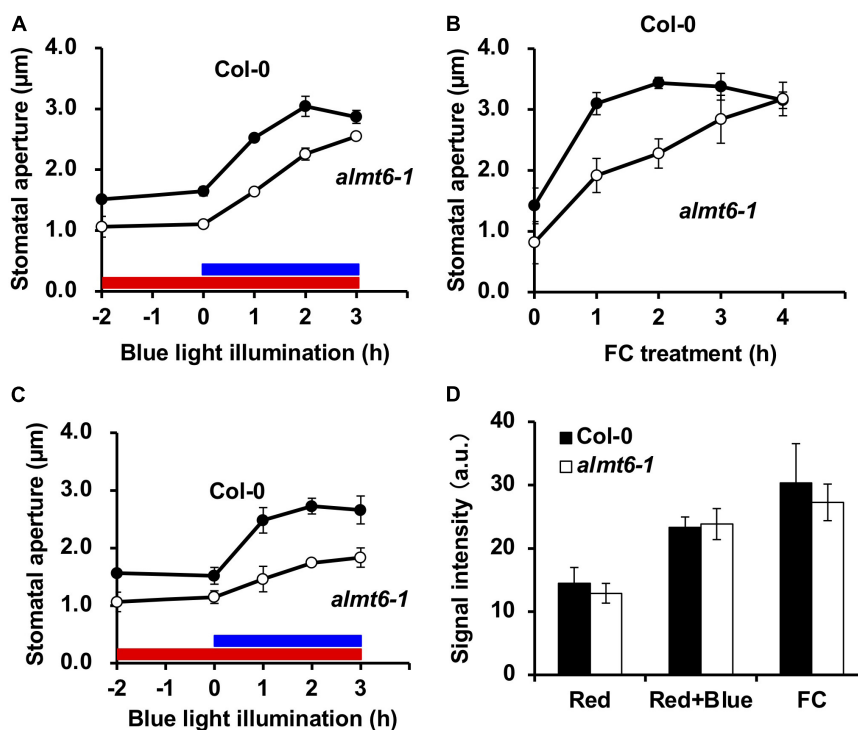 A
Stomatal aperture (µm)
4.0
3.0
2.0
1.0
0.0
Col-0
almt6-1
-2 -1 0 1 2 3
Blue light illumination (h)
B
Col-0
Stomatal aperture (µm)
4.0
3.0
2.0
1.0
0.0
almt6-1
0 1 2 3 4
FC treatment (h)
C
Stomatal aperture (µm)
4.0
3.0
2.0
1.0
0.0
Col-0
almt6-1
-2 -1 0 1 2 3
Blue light illumination (h)
D
Signal intensity (a.u.)
40
30
20
10
0
Col-0
almt6-1
Red Red+Blue FC